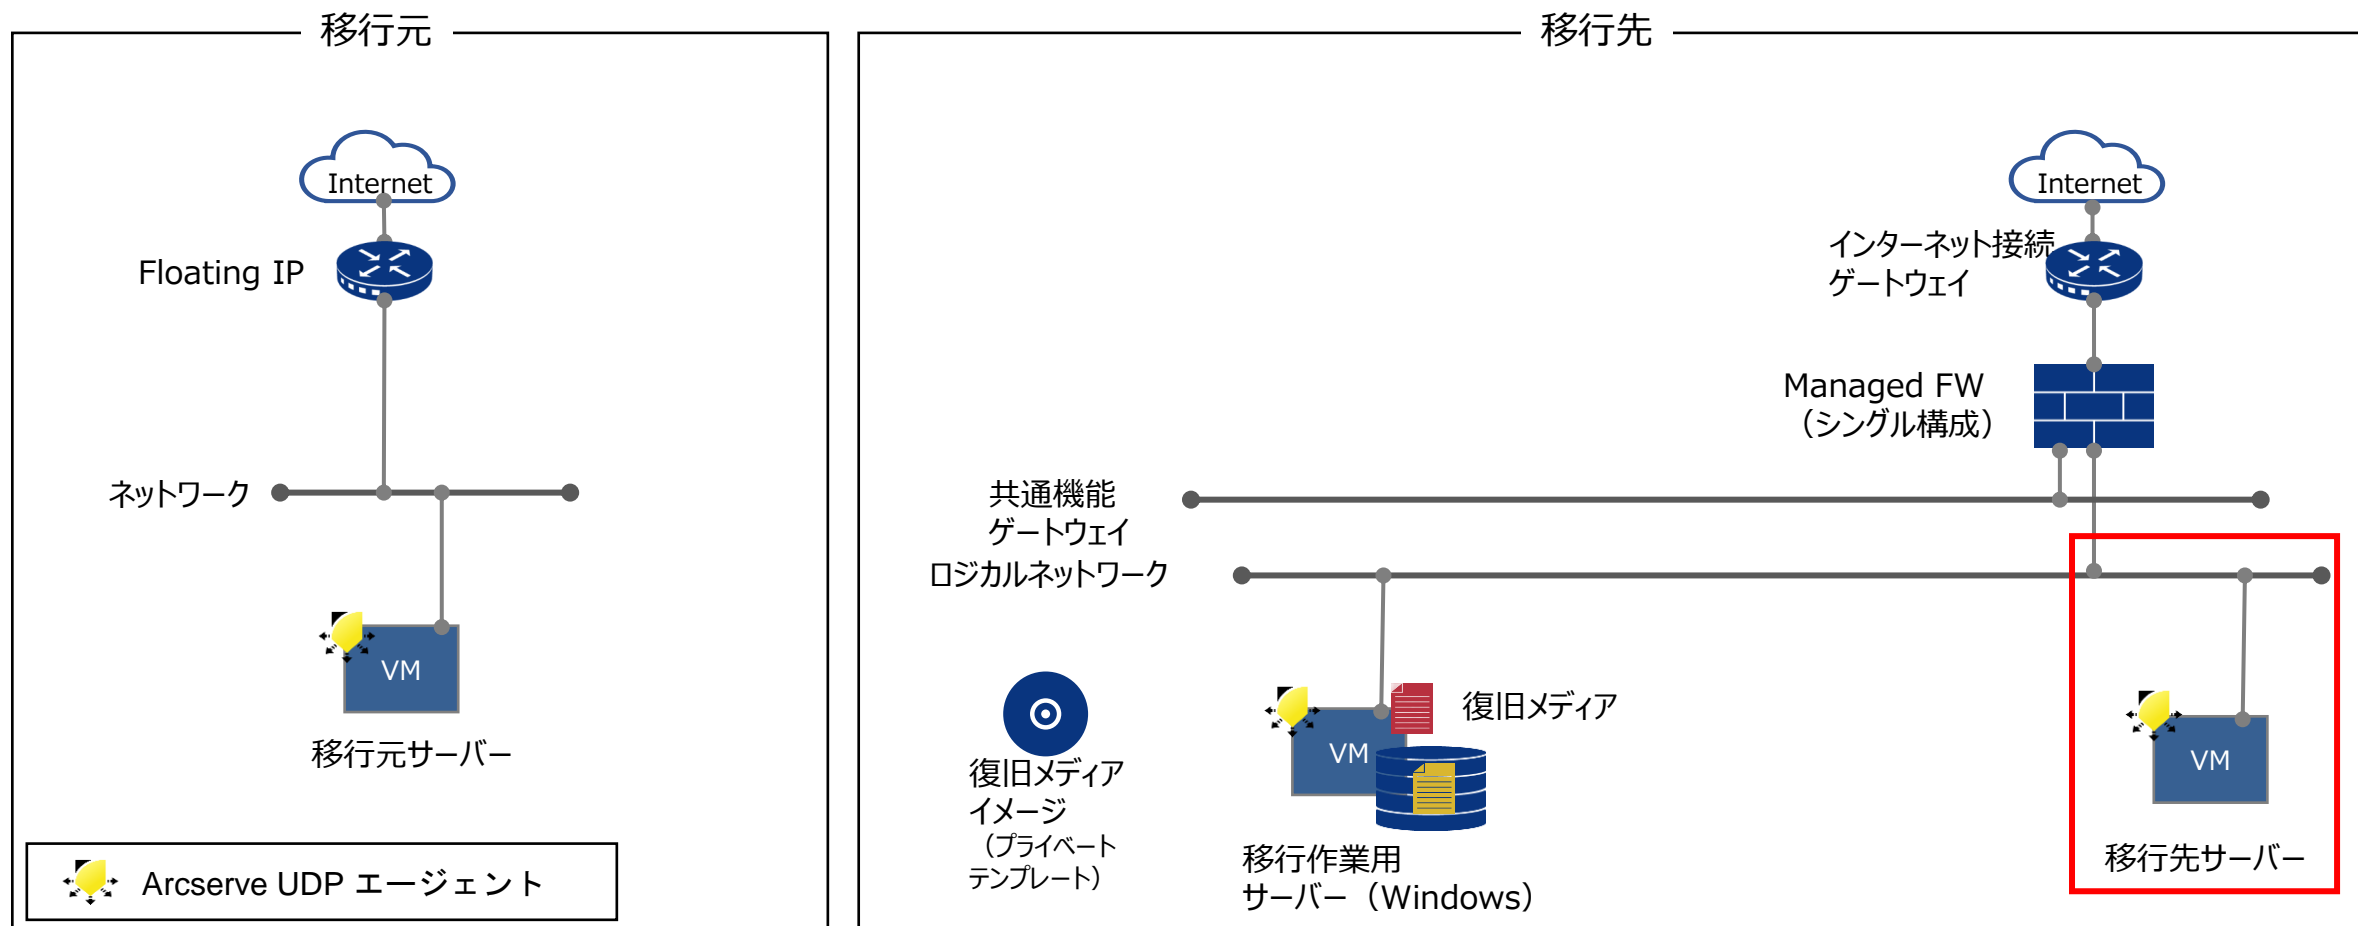 移行元
Internet
Floating IP
ネットワーク
VM
移行元サーバー
Arcserve UDP エージェント
移行先
Internet
インターネット接続
ゲートウェイ
Managed FW
（シングル構成）
共通機能
ゲートウェイ
ロジカルネットワーク
復旧メディア
イメージ
（プライベート
テンプレート）
VM
復旧メディア
移行作業用
サーバー（Windows）
VM
移行先サーバー